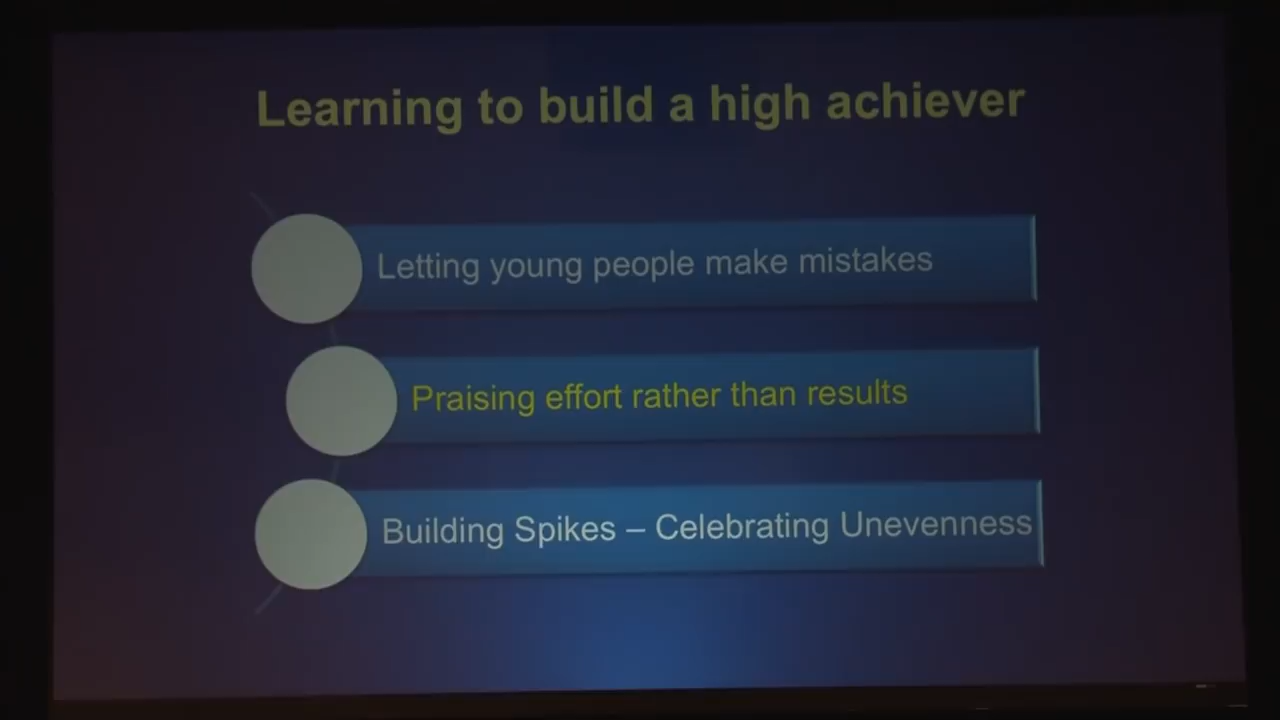 Learning to build a high achiever
Letting young people make mistakes
Praising effort rather than results
Building Spikes – Celebrating Unevenness